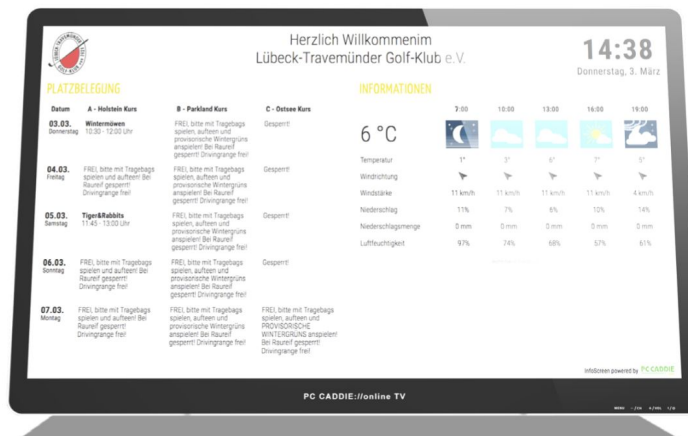 Herzlich Willkommenim
Lübeck-Travemünder Golf-Klub e.V.
14:38
Donnerstag, 3. März
PLATZBELEGUNG
Datum A - Holstein Kurs B - Parkland Kurs C - Ostsee Kurs
03.03.
Donnerstag
Wintermöwen
10:30 - 12:00 Uhr
FREI, bitte mit Tragebags
spielen, aufteen und
provisorische Wintergrüns
anspielen! Bei Raureif
gesperrt! Drivingrange frei!
Gesperrt!
04.03.
Freitag
FREI, bitte mit Tragebags
spielen und aufteen! Bei
Raureif gesperrt!
Drivingrange frei!
FREI, bitte mit Tragebags
spielen, aufteen und
provisorische Wintergrüns
anspielen! Bei Raureif
gesperrt! Drivingrange frei!
Gesperrt!
05.03.
Samstag
Tiger&Rabbits
11:45 - 13:00 Uhr
FREI, bitte mit Tragebags
spielen, aufteen und
provisorische Wintergrüns
anspielen! Bei Raureif
gesperrt! Drivingrange frei!
Gesperrt!
06.03.
Sonntag
FREI, bitte mit Tragebags
spielen und aufteen! Bei
Raureif gesperrt!
Drivingrange frei!
FREI, bitte mit Tragebags
spielen, aufteen und
provisorische Wintergrüns
anspielen! Bei Raureif
gesperrt! Drivingrange frei!
Gesperrt!
07.03.
Montag
FREI, bitte mit Tragebags
spielen und aufteen! Bei
Raureif gesperrt!
Drivingrange frei!
FREI, bitte mit Tragebags
spielen, aufteen und
provisorische Wintergrüns
anspielen! Bei Raureif
gesperrt! Drivingrange frei!
FREI, bitte mit Tragebags
spielen, aufteen und
PROVISORISCHE
WINTERGRÜNS anspielen!
Bei Raureif gesperrt!
Drivingrange frei!
INFORMATIONEN
6 °C
7:00 10:00 13:00 16:00 19:00
Temperatur 1° 3° 6° 7° 5°
Windrichtung
Windstärke 11 km/h 11 km/h 11 km/h 11 km/h 4 km/h
Niederschlag 11% 7% 6% 10% 14%
Niederschlagsmenge 0 mm 0 mm 0 mm 0 mm 0 mm
Luftfeuchtigkeit 97% 74% 68% 57% 61%
InfoScreen powered by PC CADDIE
PC CADDIE://online TV
MENU